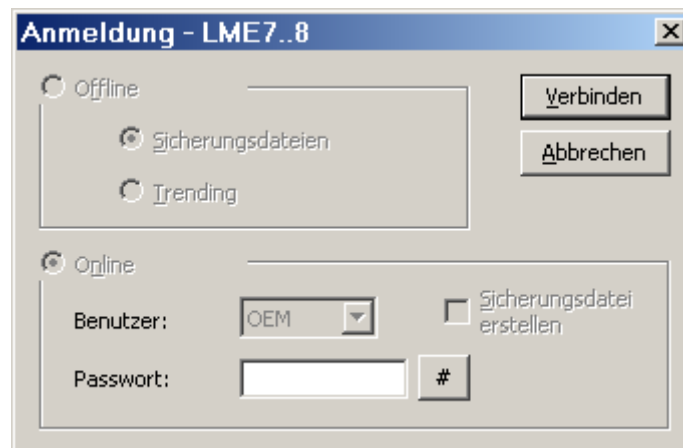 Anmeldung - LME7..8
Offline
Verbinden
Sicherungsdateien
Abbrechen
Trending
Online
Benutzer:
OEM
Sicherungsdatei
erstellen
Passwort:
#